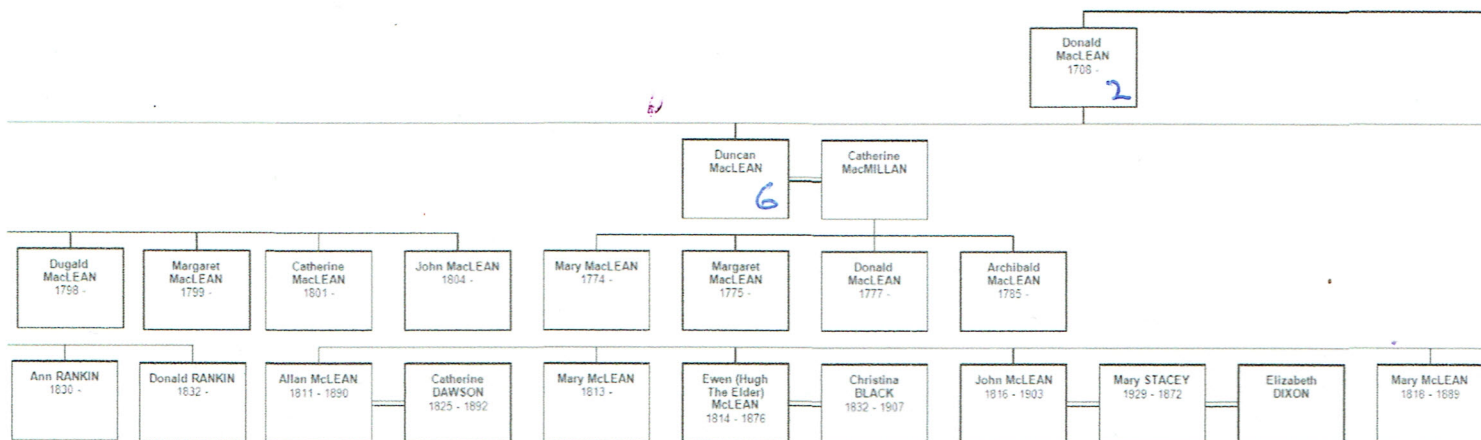 Donald
MacLEAN
1708 -
2
Duncan
MacLEAN
6
Catherine
MacMILLAN
Dugald
MacLEAN
1798 -
Margaret
MacLEAN
1799 -
Catherine
MacLEAN
1801 -
John MacLEAN
1804 -
Mary MacLEAN
1774 -
Margaret
MacLEAN
1775 -
Donald
MacLEAN
1777 -
Archibald
MacLEAN
1785 -
Ann RANKIN
1830 -
Donald RANKIN
1832 -
Allan McLEAN
1811 - 1890
Catherine
DAWSON
1825 - 1892
Mary McLEAN
1813 -
Ewen (Hugh
The Elder)
McLEAN
1814 - 1876
Christina
BLACK
1832 - 1907
John McLEAN
1816 - 1903
Mary STACEY
1929 - 1872
Elizabeth
DIXON
Mary McLEAN
1818 - 1889